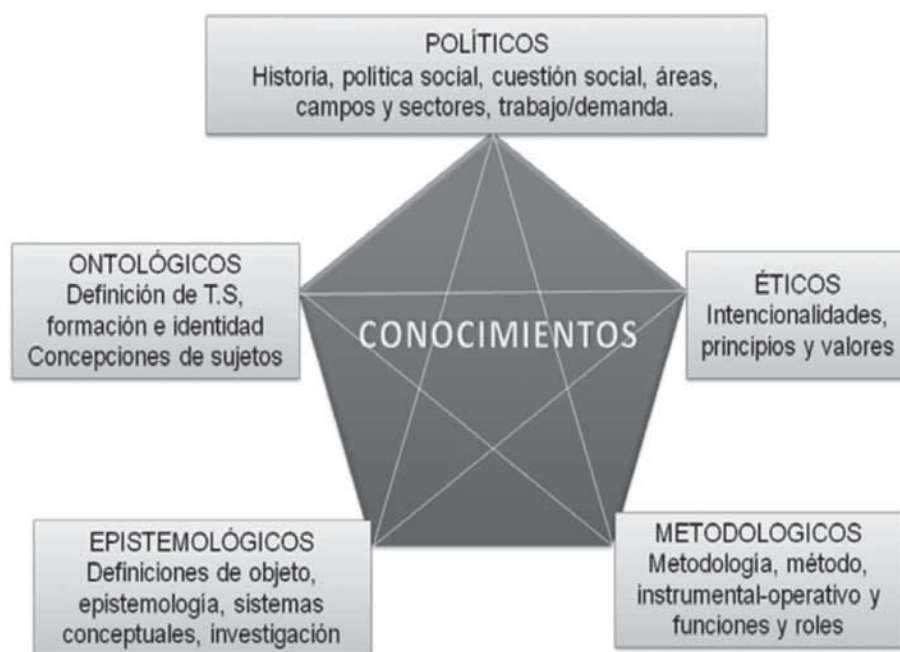 POLÍTICOS
Historia, política social, cuestión social, áreas,
campos y sectores, trabajo/demanda.
ONTOLÓGICOS
Definición de T.S,
formación e identidad
Concepciones de sujetos
ÉTICOS
Intencionalidades,
principios y valores
CONOCIMIENTOS
EPISTEMOLÓGICOS
Definiciones de objeto,
epistemología, sistemas
conceptuales, investigación
METODOLOGICOS
Metodología, método,
instrumental-operativo y
funciones y roles